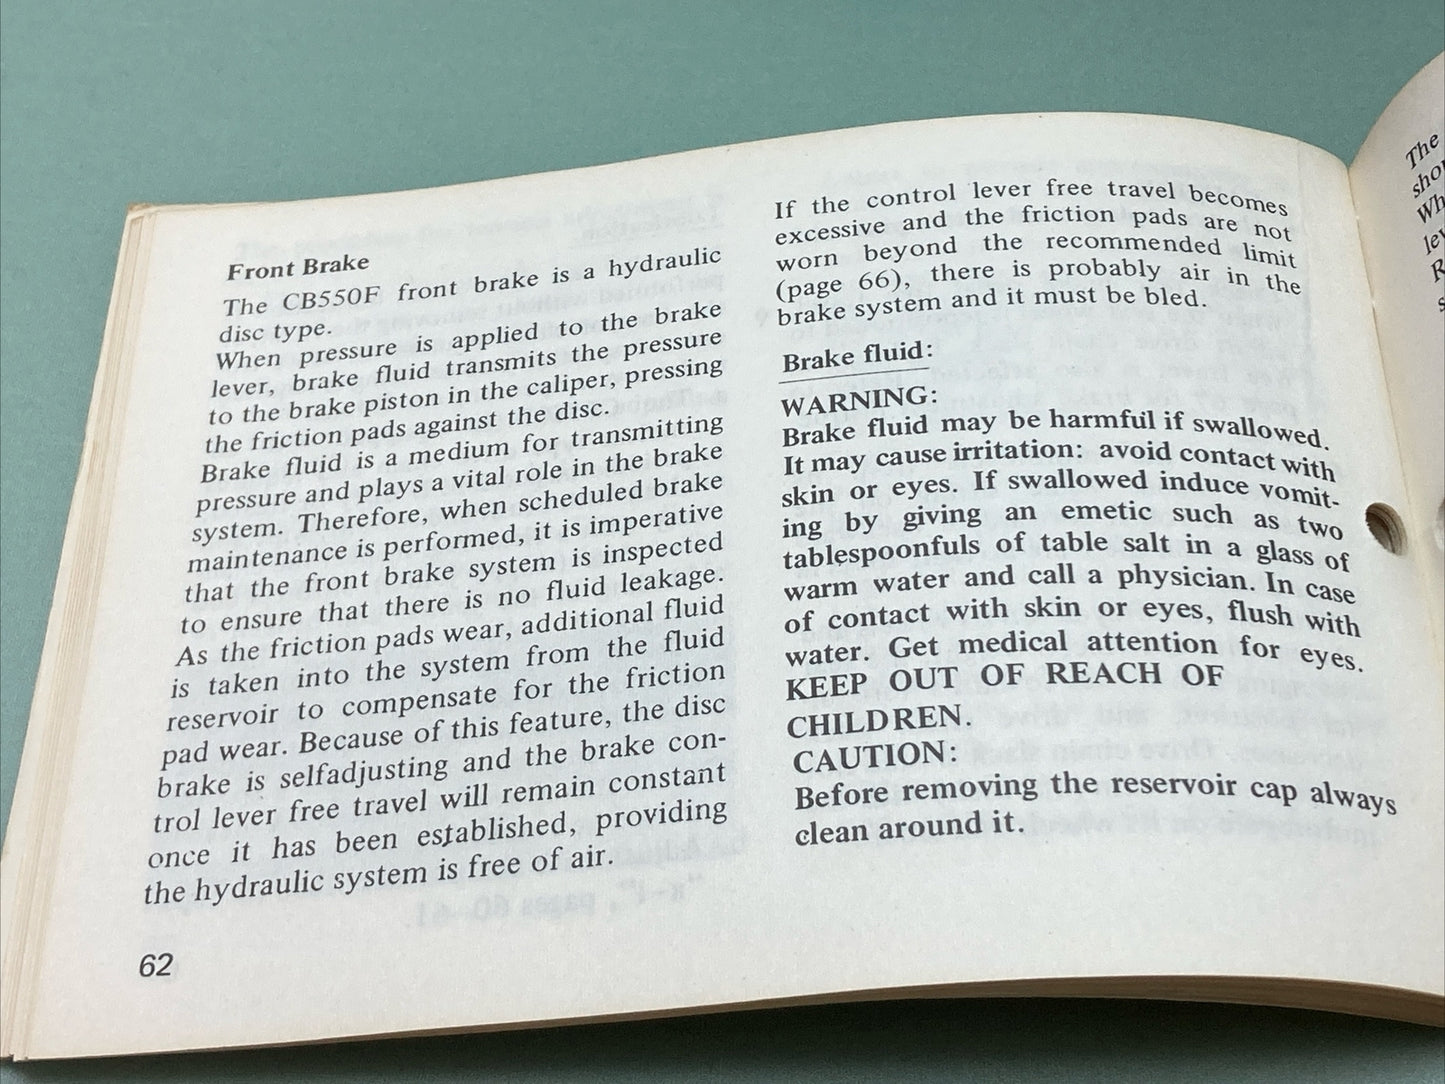 Front Brake
The CB550F front brake is a hydraulic
disc type.
When pressure is applied to the brake
lever, brake fluid transmits the pressure
to the brake piston in the caliper, pressing
the friction pads against the disc.
Brake fluid is a medium for transmitting
pressure and plays a vital role in the brake
system. Therefore, when scheduled brake
maintenance is performed, it is imperative
that the front brake system is inspected
to ensure that there is no fluid leakage.
As the friction pads wear, additional fluid
is taken into the system from the fluid
reservoir to compensate for the friction
pad wear. Because of this feature, the disc
brake is selfadjusting and the brake con-
trol lever free travel will remain constant
once it has been established, providing
the hydraulic system is free of air.
62
If the control lever free travel becomes
excessive and the friction pads are not
worn beyond the recommended limit
(page 66), there is probably air in the
brake system and it must be bled.
Brake fluid:
WARNING:
Brake fluid may be harmful if swallowed.
It may cause irritation: avoid contact with
skin or eyes. If swallowed induce vomit-
ing by giving an emetic such as two
tablespoonfuls of table salt in a glass of
warm water and call a physician. In case
of contact with skin or eyes, flush with
water. Get medical attention for eyes.
KEEP OUT OF REACH OF
CHILDREN.
CAUTION:
Before removing the reservoir cap always
clean around it.
The